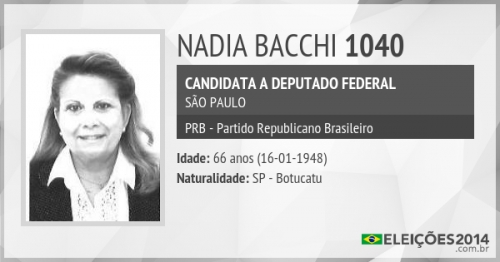 NADIA BACCHI 1040
CANDIDATA A DEPUTADO FEDERAL
SÃO PAULO
PRB - Partido Republicano Brasileiro
Idade: 66 anos (16-01-1948)
Naturalidade: SP - Botucatu
ELEIÇÕES2014
.com.br